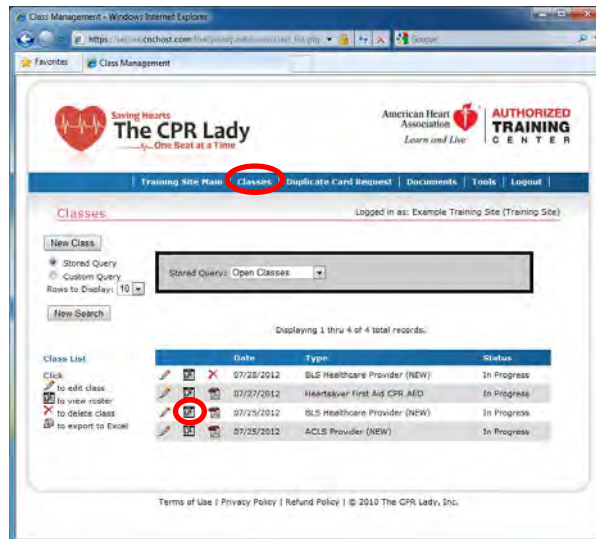 Class Management - Windows Internet Explorer
cnchost.com
Favorites Class Management
Saving Hearts
The CPR Lady
One Beat at a Time
American Heart
Association
Learn and Live
AUTHORIZED
TRAINING
CENTER
Training Site Main | Classes | Duplicate Card Request | Documents | Tools | Logout
Classes
Logged in as: Example Training Site (Training Site)
New Class
Stored Query
Custom Query
Rows to Display: 10
New Search
Stored Query: Open Classes
Displaying 1 thru 4 of 4 total records.
Class List
Click
to edit class
to view roster
to delete class
to export to Excel
Date Type Status
07/28/2012 BLS Healthcare Provider (NEW) In Progress
07/27/2012 Heartsaver First Aid CPR AED In Progress
07/25/2012 BLS Healthcare Provider (NEW) In Progress
07/25/2012 ACLS Provider (NEW) In Progress
Terms of Use | Privacy Policy | Refund Policy | © 2010 The CPR Lady, Inc.